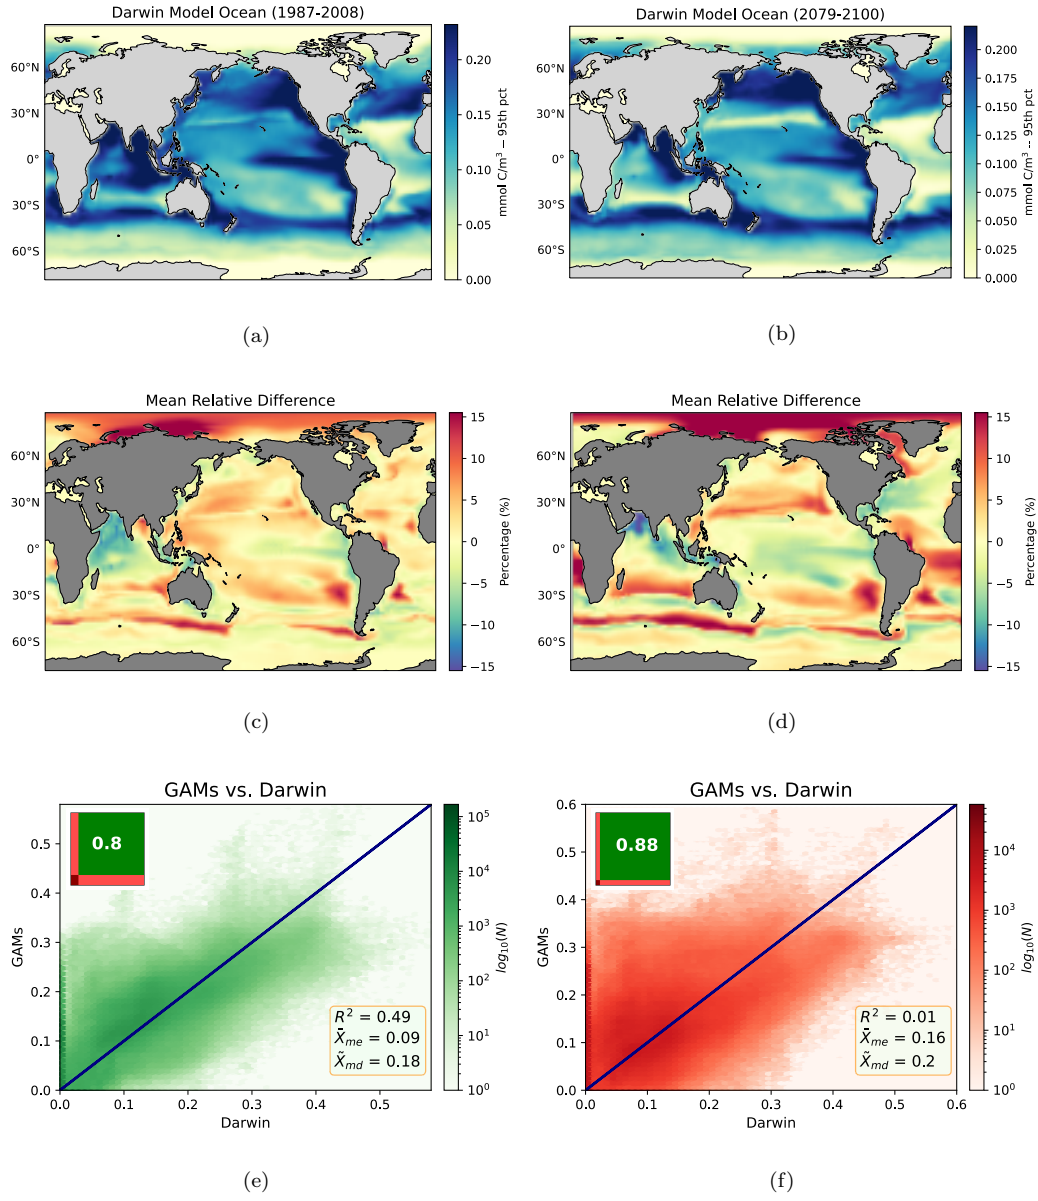 Darwin Model Ocean (1987-2008)
60°N
30°N
0°
30°S
60°S
0.20
0.15
0.10
0.05
0.00
mmol C/m³ − 95th pct
(a)
Darwin Model Ocean (2079-2100)
60°N
30°N
0°
30°S
60°S
0.200
0.175
0.150
0.125
0.100
0.075
0.050
0.025
0.000
mmol C/m³ -- 95th pct
(b)
Mean Relative Difference
60°N
30°N
0°
30°S
60°S
15
10
5
0
−5
−10
−15
Percentage (%)
(c)
Mean Relative Difference
60°N
30°N
0°
30°S
60°S
15
10
5
0
−5
−10
−15
Percentage (%)
(d)
GAMs vs. Darwin
0.8
0.5
0.4
0.3
0.2
0.1
0.0
GAMs
R² = 0.49
X̄me = 0.09
X̃md = 0.18
0.0 0.1 0.2 0.3 0.4 0.5
Darwin
10⁵
10⁴
10³
10²
10¹
10⁰
log₁₀(N)
(e)
GAMs vs. Darwin
0.88
0.6
0.5
0.4
0.3
0.2
0.1
0.0
GAMs
R² = 0.01
X̄me = 0.16
X̃md = 0.2
0.0 0.1 0.2 0.3 0.4 0.5 0.6
Darwin
10⁴
10³
10²
10¹
10⁰
log₁₀(N)
(f)